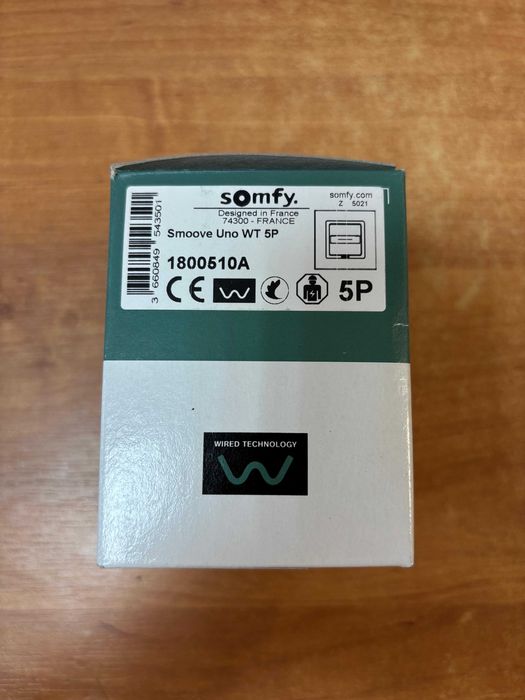 somfy.
Designed in France
74300 - FRANCE
somfy.com
Z 5021
Smoove Uno WT 5P
1800510A
CE
5P
3 660849 543501
WIRED TECHNOLOGY